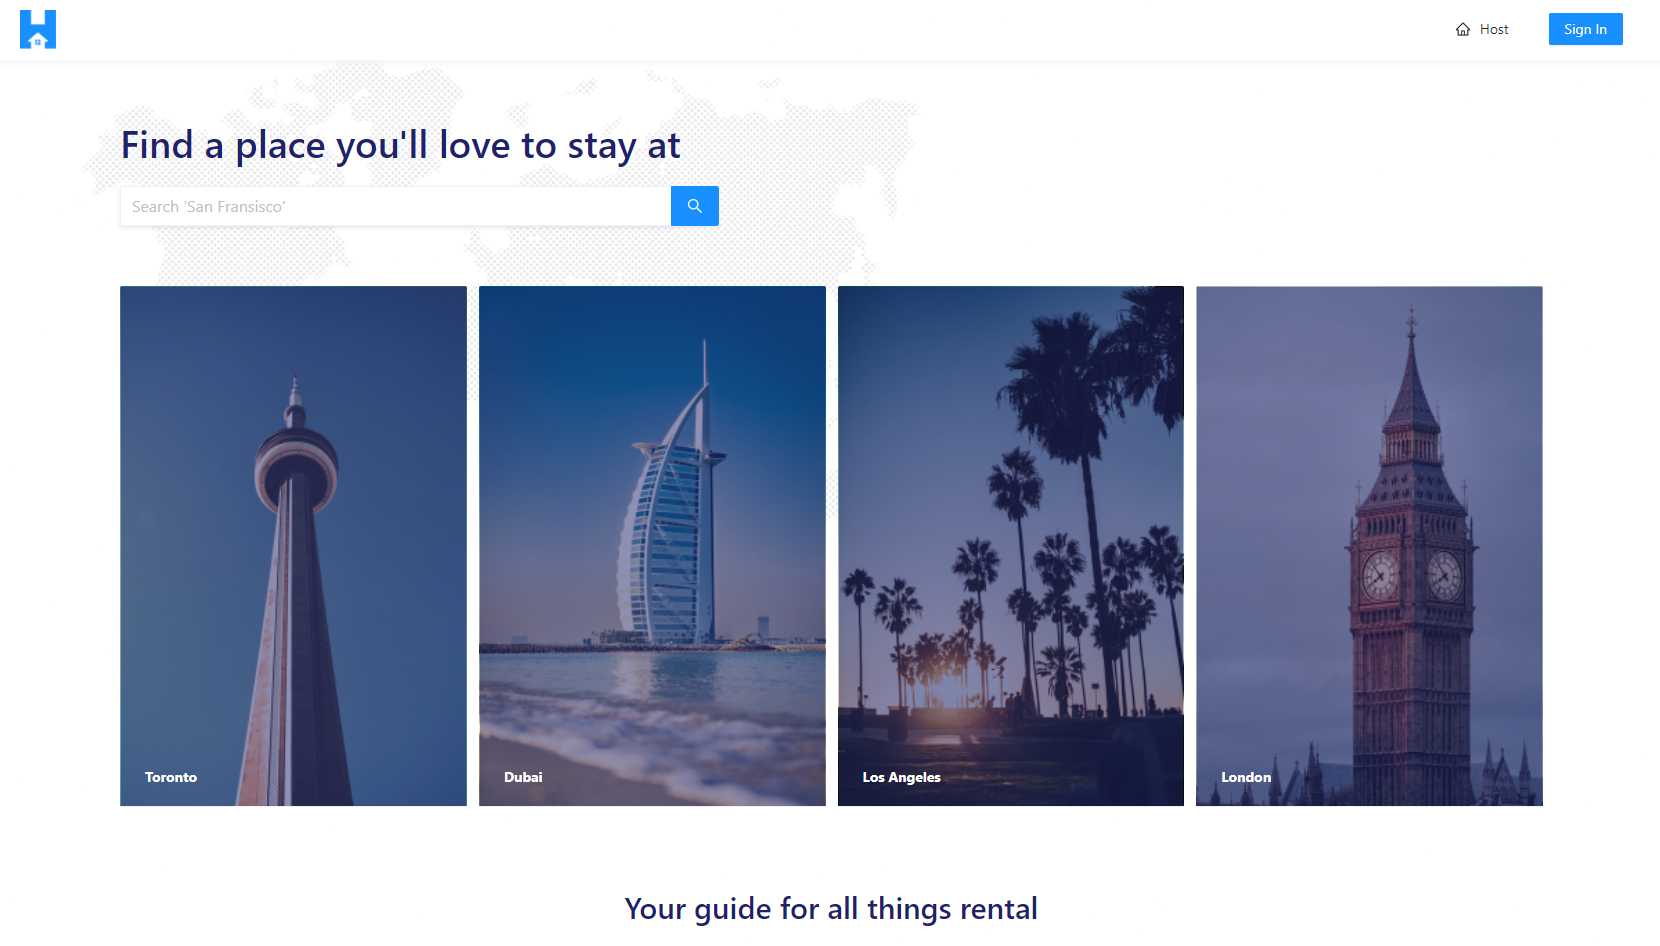 Host
Sign In
Find a place you'll love to stay at
Search 'San Fransisco'
Toronto
Dubai
Los Angeles
London
Your guide for all things rental